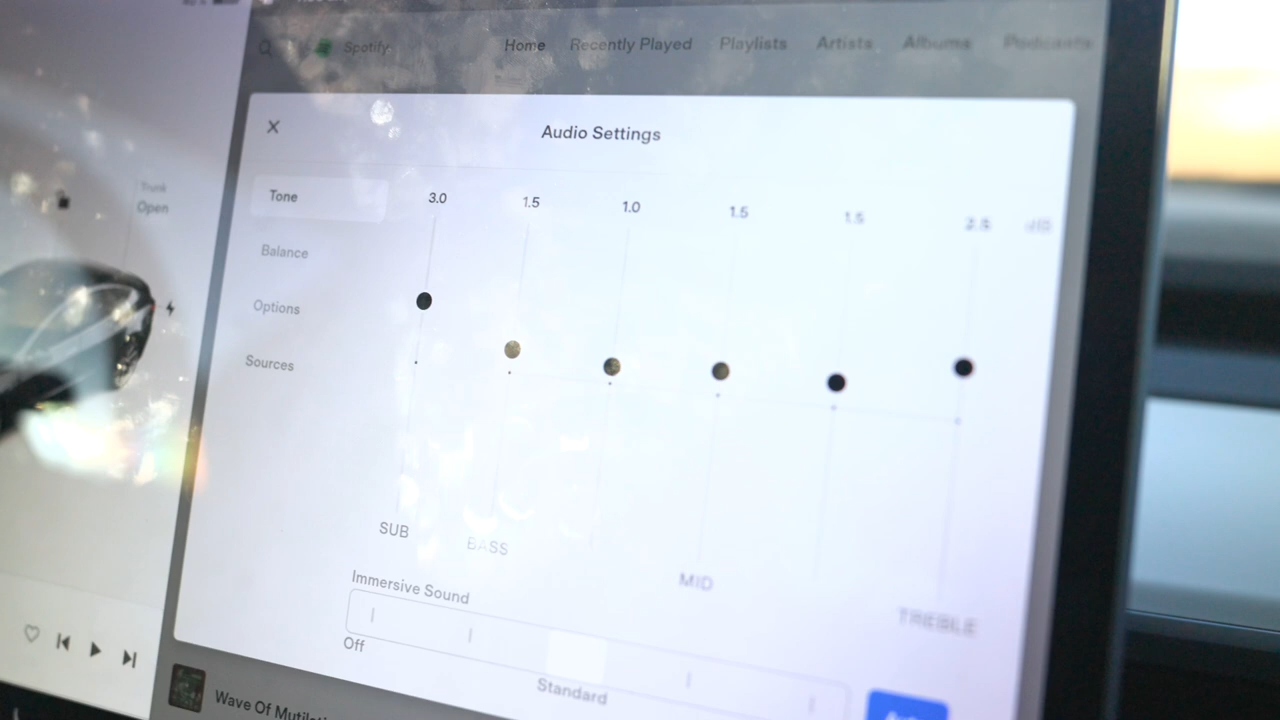 Spotify
Home Recently Played Playlists Artists Albums Podcasts
Audio Settings
Trunk
Open
Tone
Balance
Options
Sources
3.0 1.5 1.0 1.5 1.5 2.5 dB
SUB BASS MID TREBLE
Immersive Sound
Off
Standard
Wave Of